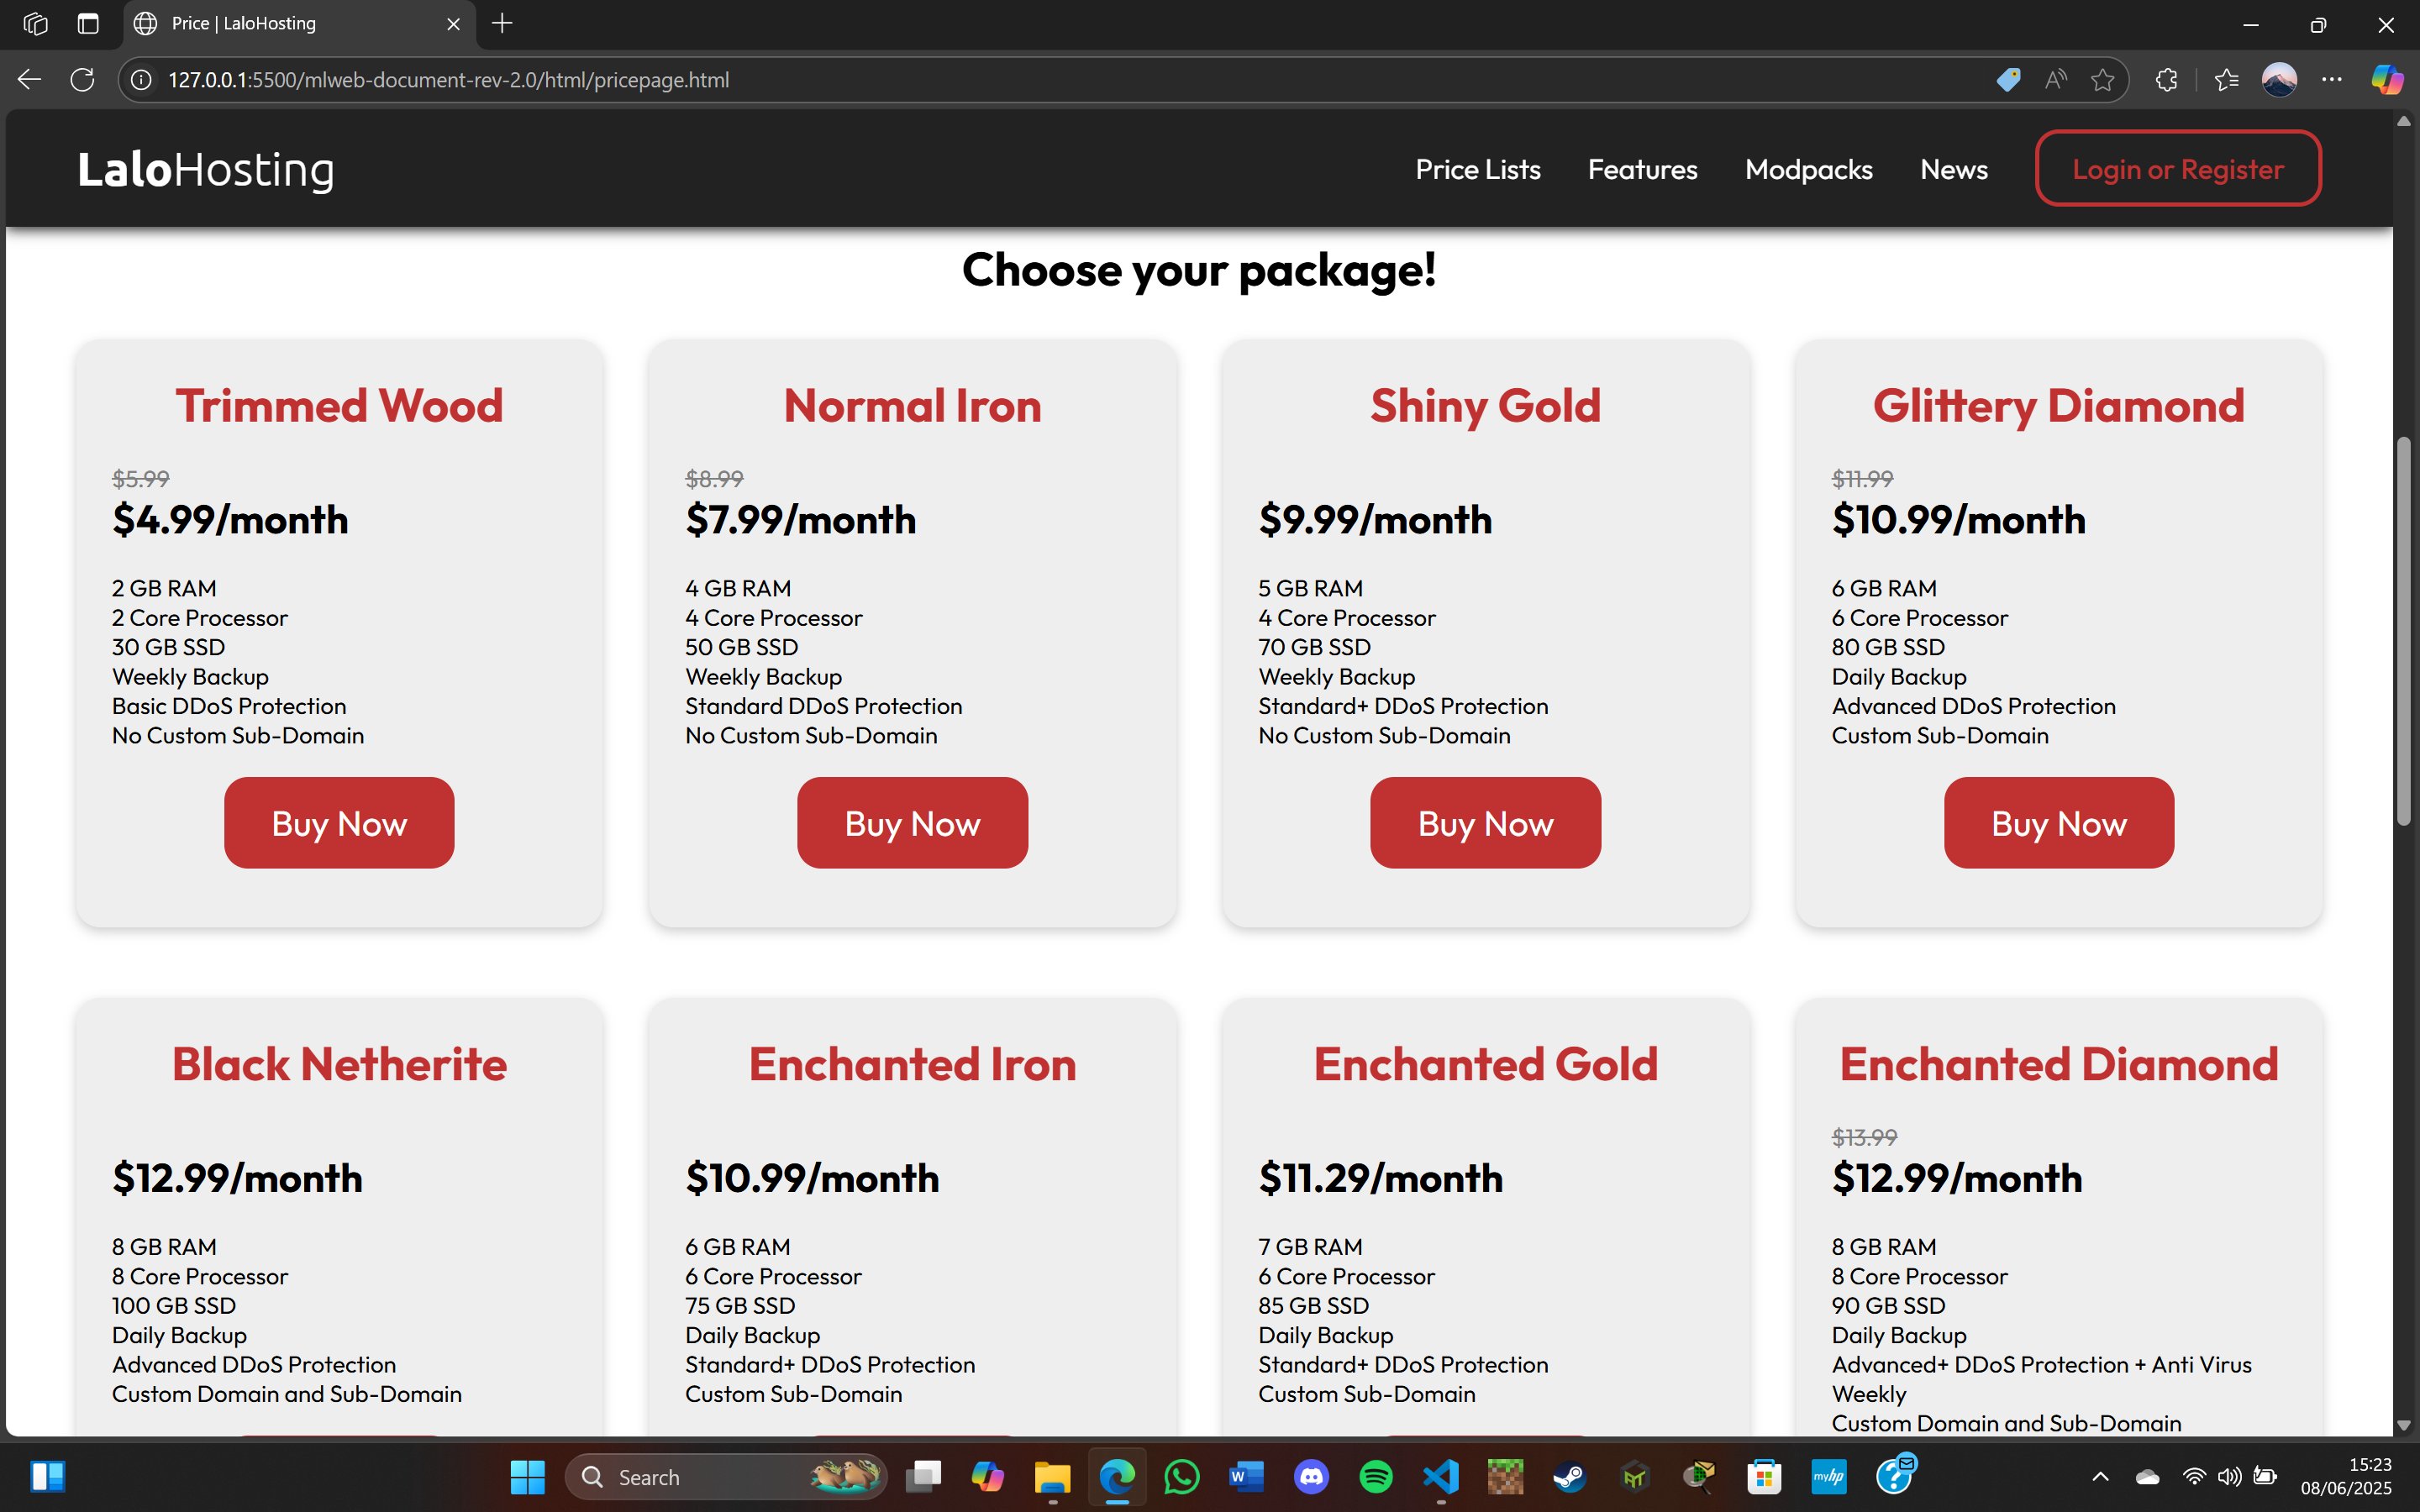 Price | LaloHosting
127.0.0.1:5500/mlweb-document-rev-2.0/html/pricepage.html
LaloHosting
Price Lists
Features
Modpacks
News
Login or Register
Choose your package!
Trimmed Wood
$5.99
$4.99/month
2 GB RAM
2 Core Processor
30 GB SSD
Weekly Backup
Basic DDoS Protection
No Custom Sub-Domain
Buy Now
Normal Iron
$8.99
$7.99/month
4 GB RAM
4 Core Processor
50 GB SSD
Weekly Backup
Standard DDoS Protection
No Custom Sub-Domain
Buy Now
Shiny Gold
$9.99/month
5 GB RAM
4 Core Processor
70 GB SSD
Weekly Backup
Standard+ DDoS Protection
No Custom Sub-Domain
Buy Now
Glittery Diamond
$11.99
$10.99/month
6 GB RAM
6 Core Processor
80 GB SSD
Daily Backup
Advanced DDoS Protection
Custom Sub-Domain
Buy Now
Black Netherite
$12.99/month
8 GB RAM
8 Core Processor
100 GB SSD
Daily Backup
Advanced DDoS Protection
Custom Domain and Sub-Domain
Enchanted Iron
$10.99/month
6 GB RAM
6 Core Processor
75 GB SSD
Daily Backup
Standard+ DDoS Protection
Custom Sub-Domain
Enchanted Gold
$11.29/month
7 GB RAM
6 Core Processor
85 GB SSD
Daily Backup
Standard+ DDoS Protection
Custom Sub-Domain
Enchanted Diamond
$13.99
$12.99/month
8 GB RAM
8 Core Processor
90 GB SSD
Daily Backup
Advanced+ DDoS Protection + Anti Virus
Weekly
Custom Domain and Sub-Domain
Search
W
myhp
15:23
08/06/2025